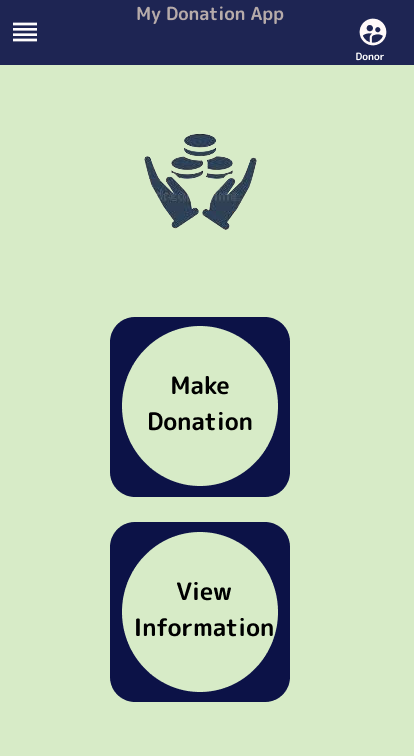 My Donation App
Donor
Make
Donation
View
Information